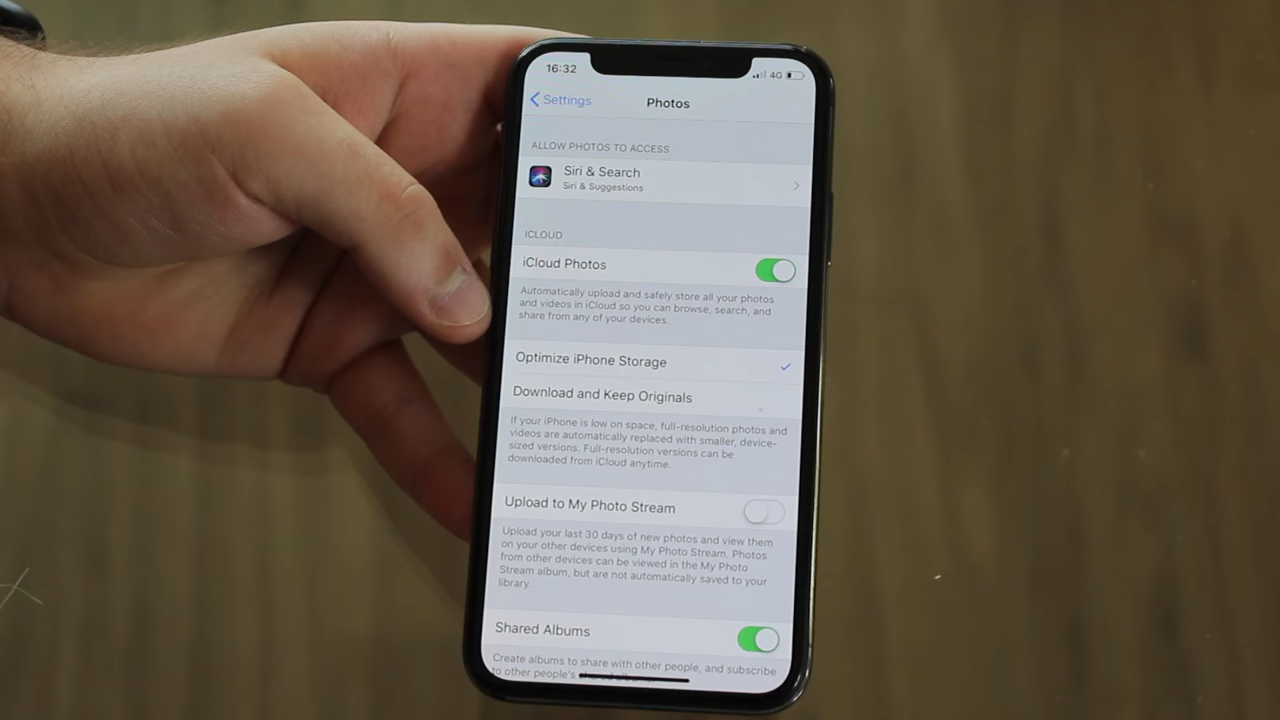 16:32
4G
Settings
Photos
ALLOW PHOTOS TO ACCESS
Siri & Search
Siri & Suggestions
ICLOUD
iCloud Photos
Automatically upload and safely store all your photos
and videos in iCloud so you can browse, search, and
share from any of your devices.
Optimize iPhone Storage
Download and Keep Originals
If your iPhone is low on space, full-resolution photos and
videos are automatically replaced with smaller, device-
sized versions. Full-resolution versions can be
downloaded from iCloud anytime.
Upload to My Photo Stream
Upload your last 30 days of new photos and view them
on your other devices using My Photo Stream. Photos
from other devices can be viewed in the My Photo
Stream album, but are not automatically saved to your
library.
Shared Albums
Create albums to share with other people, and subscribe
to other people's shared albums.